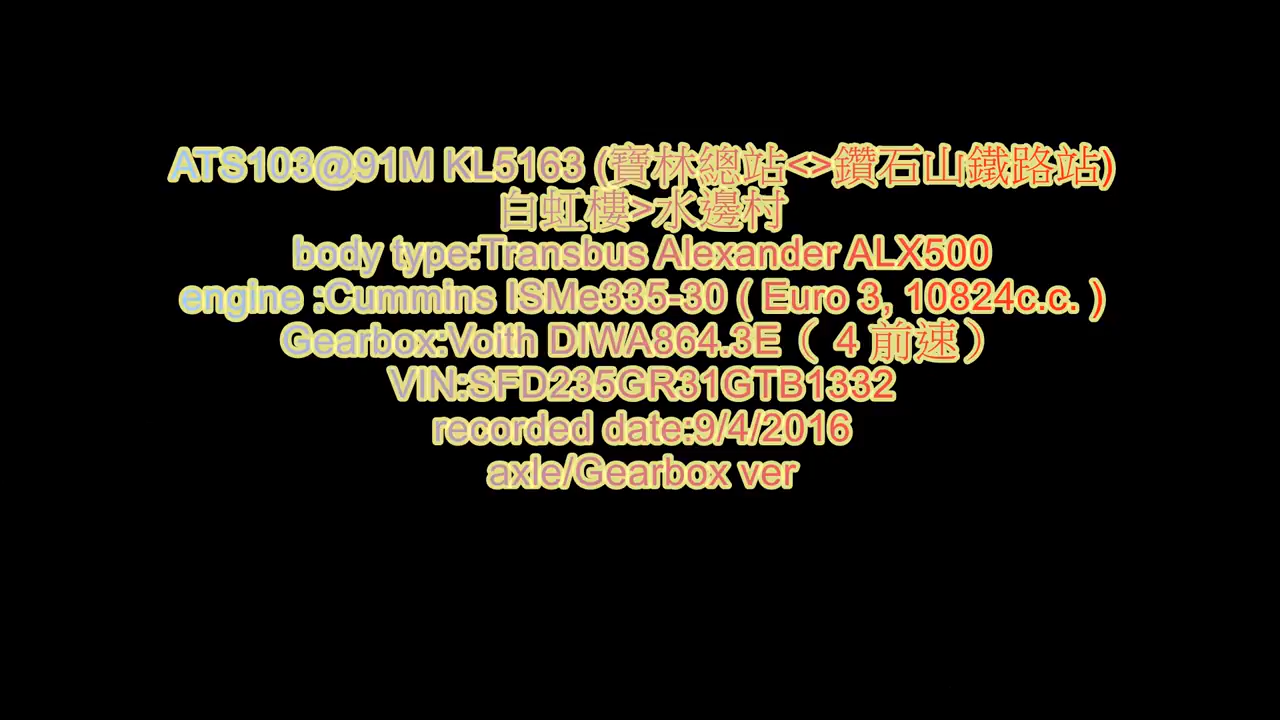 ATS103@91M KL5163 (寶林總站<>鑽石山鐵路站)
白虹樓>水邊村
body type:Transbus Alexander ALX500
engine :Cummins ISMe335-30 ( Euro 3, 10824c.c. )
Gearbox:Voith DIWA864.3E（ 4 前速）
VIN:SFD235GR31GTB1332
recorded date:9/4/2016
axle/Gearbox ver